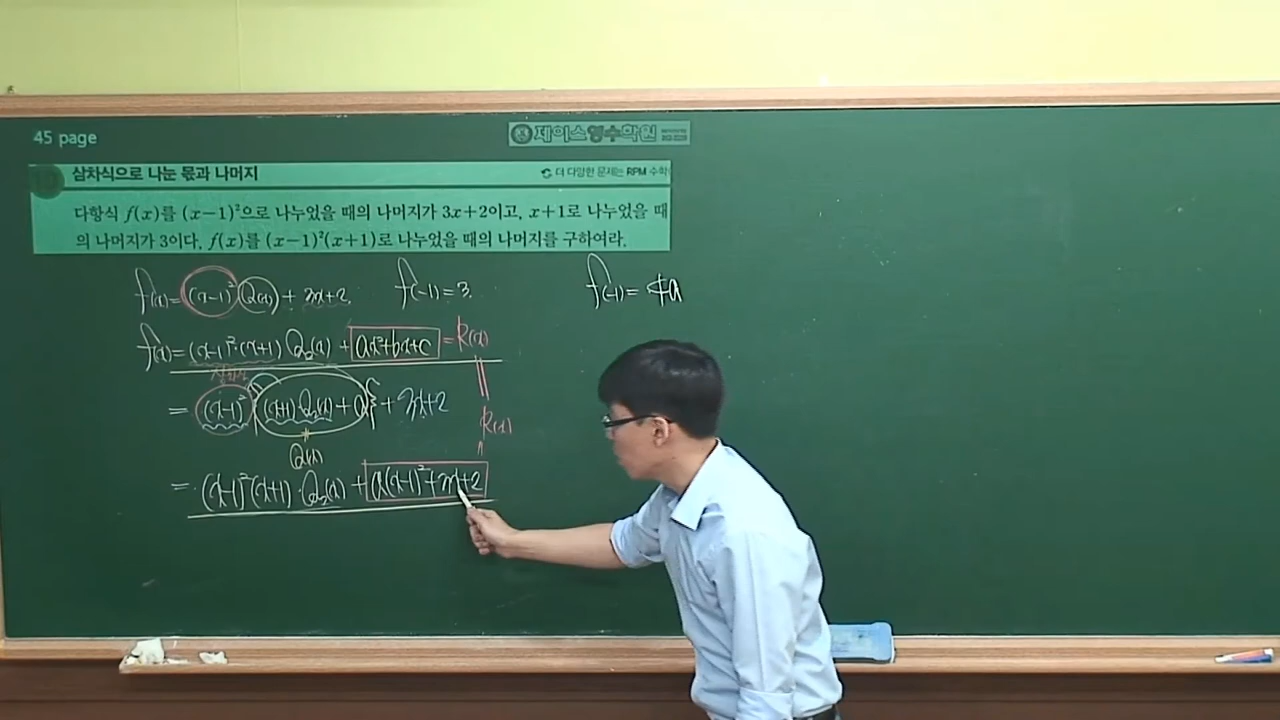 45 page
제이스영수학원
삼차식으로 나눈 몫과 나머지
더 다양한 문제는 RPM 수학
다항식 f(x)를 (x-1)²으로 나누었을 때의 나머지가 3x+2이고, x+1로 나누었을 때
의 나머지가 3이다. f(x)를 (x-1)²(x+1)로 나누었을 때의 나머지를 구하여라.
f(x)=(x-1)² Q(x) + 3x+2. f(-1)=3. f(-1)= 4a
f(x)=(x-1)²·(x+1) Q₂(x) + ax²+bx+c = R(x)
= (x-1)² {(x+1)·Q₂(x)+a} + 3x+2
R(x)
Q(x)
= (x-1)²(x+1)·Q₂(x) + a(x-1)²+3x+2